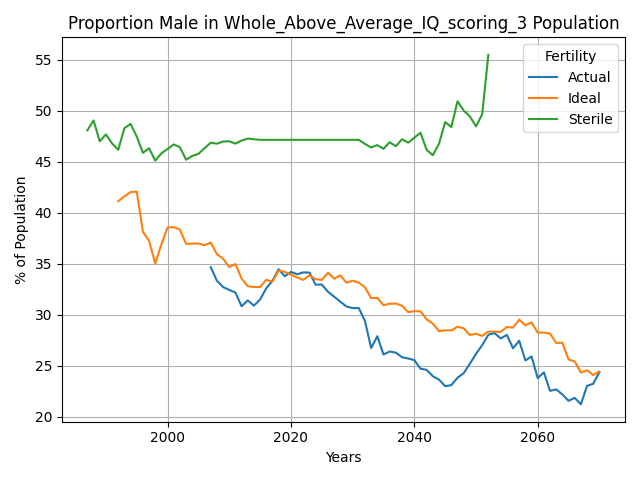 Proportion Male in Whole_Above_Average_IQ_scoring_3 Population
Fertility
Actual
Ideal
Sterile
% of Population
55
50
45
40
35
30
25
20
2000
2020
2040
2060
Years